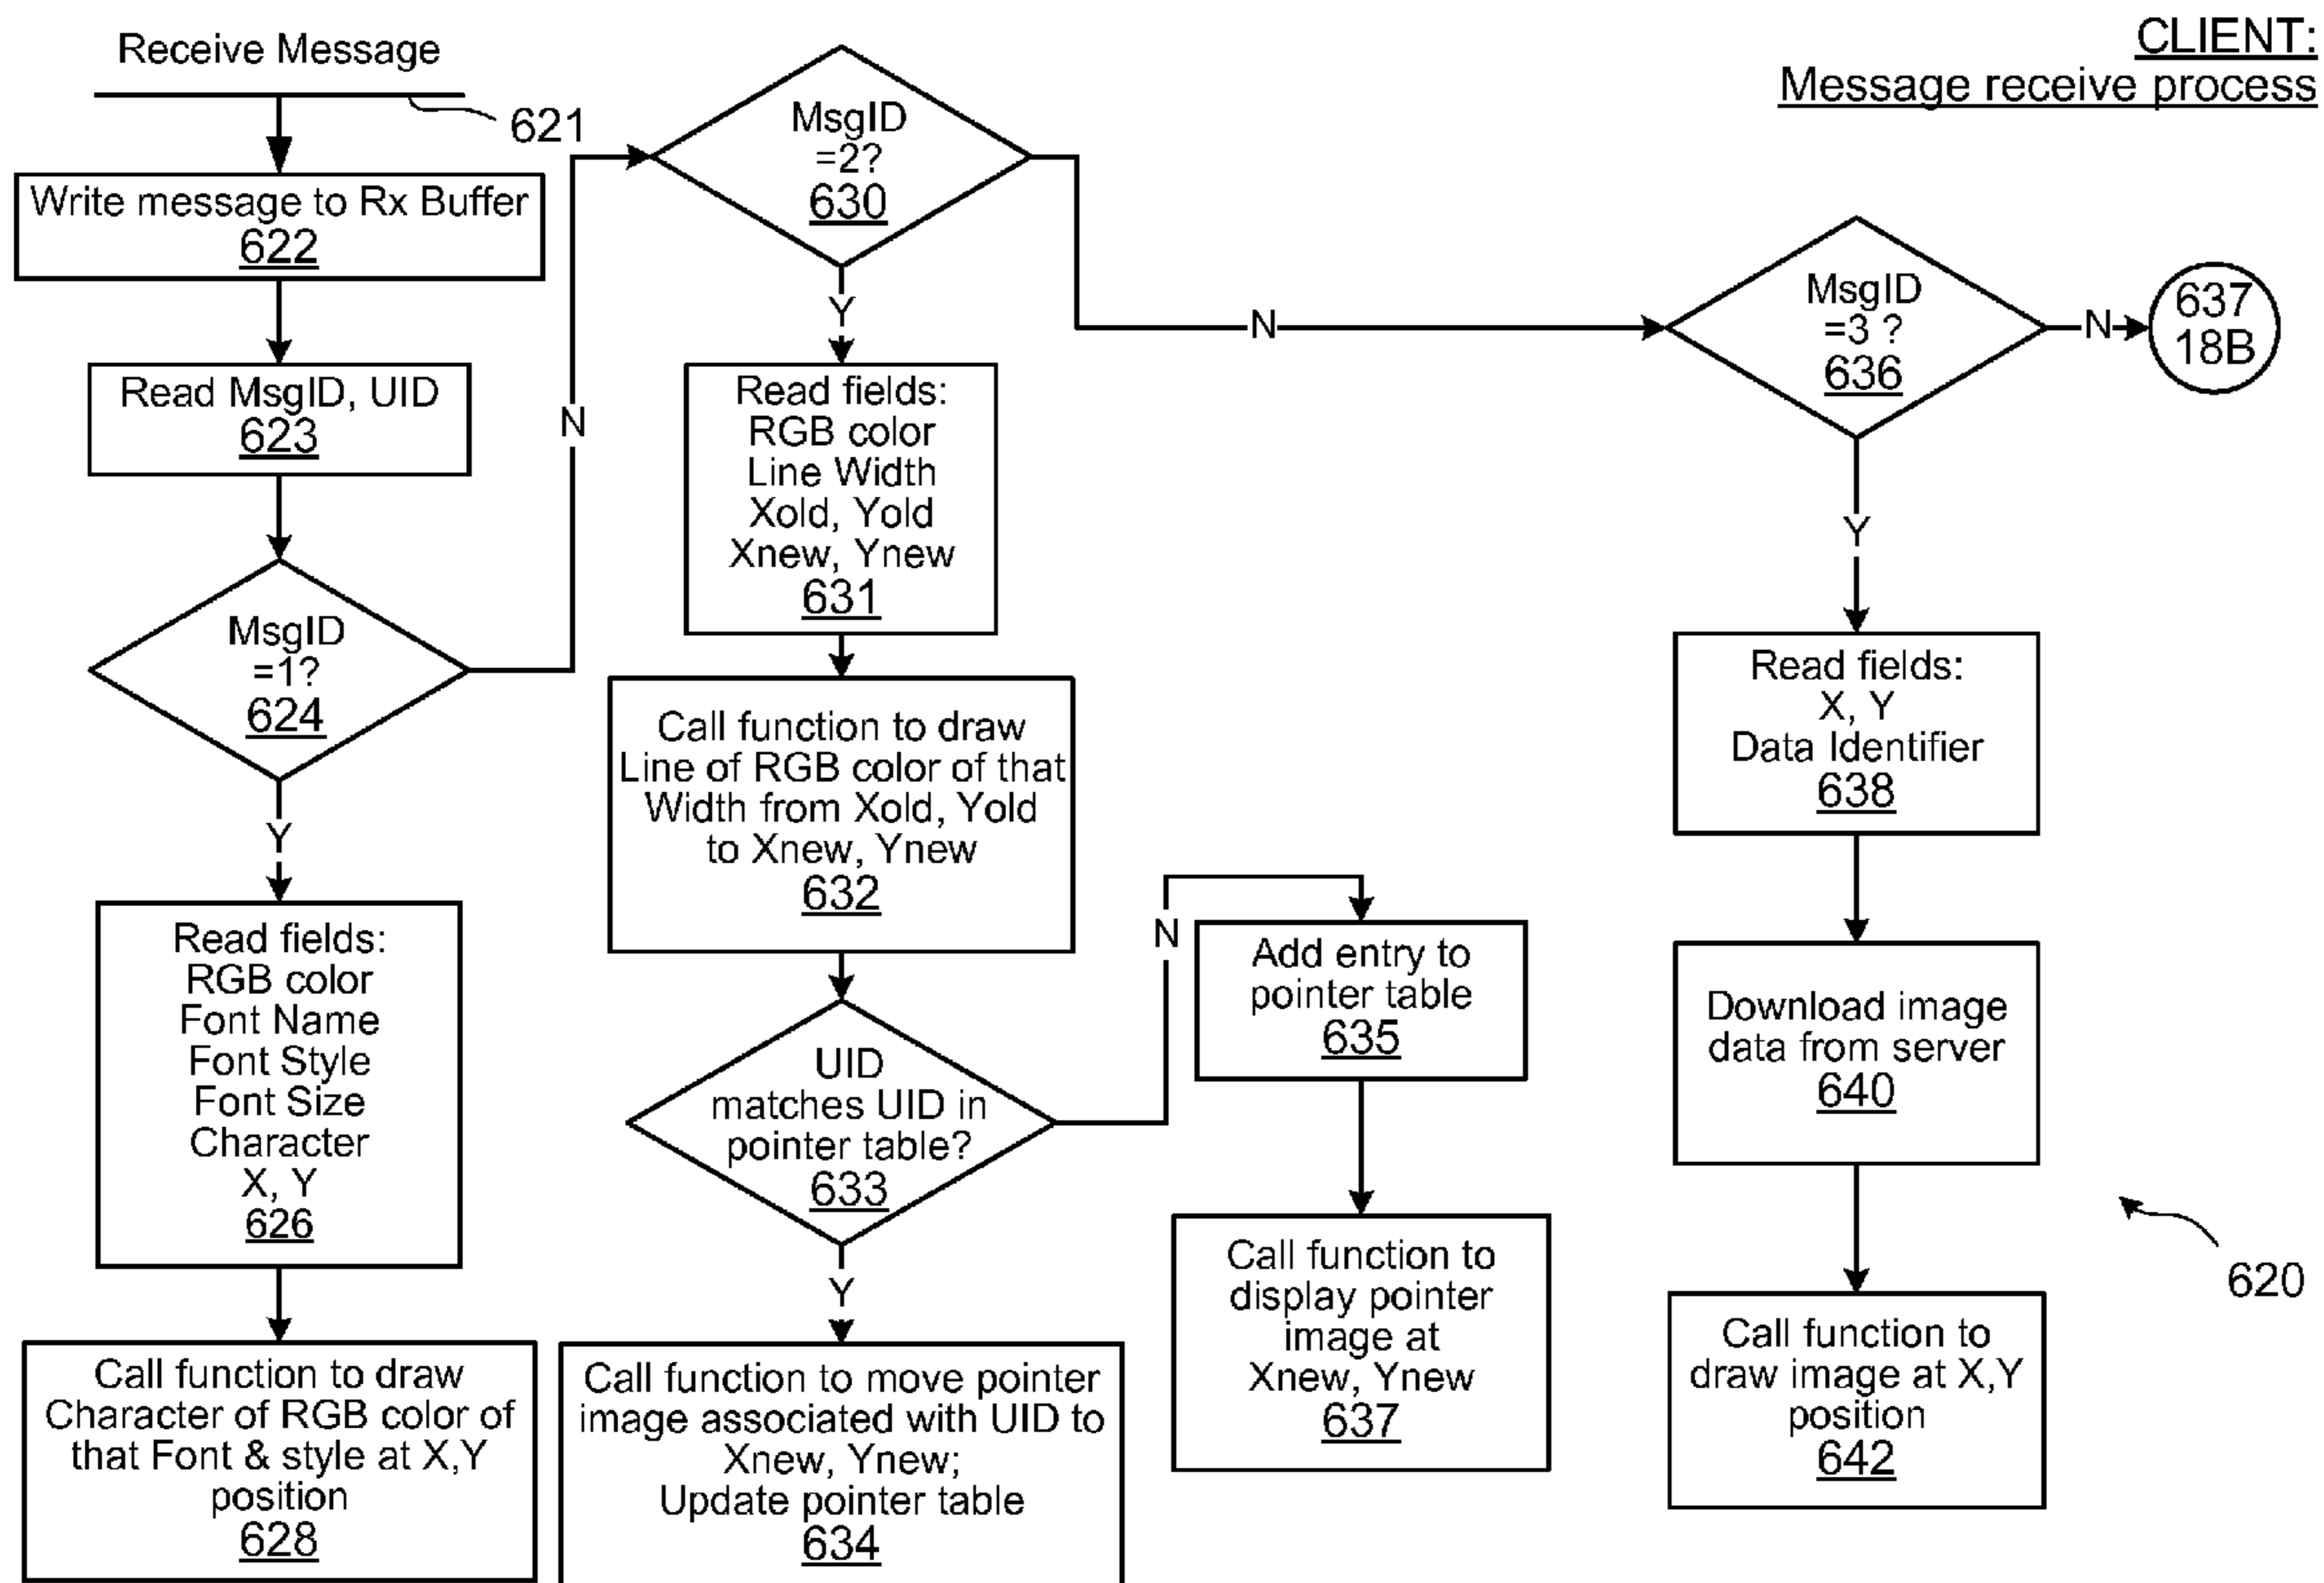 CLIENT:
Message receive process
Receive Message
621
Write message to Rx Buffer
622
Read MsgID, UID
623
MsgID
=1?
624
N
Y
Read fields:
RGB color
Font Name
Font Style
Font Size
Character
X, Y
626
Call function to draw
Character of RGB color of
that Font & style at X,Y
position
628
MsgID
=2?
630
N
Y
Read fields:
RGB color
Line Width
Xold, Yold
Xnew, Ynew
631
Call function to draw
Line of RGB color of that
Width from Xold, Yold
to Xnew, Ynew
632
UID
matches UID in
pointer table?
633
N
Y
Call function to move pointer
image associated with UID to
Xnew, Ynew;
Update pointer table
634
Add entry to
pointer table
635
Call function to
display pointer
image at
Xnew, Ynew
637
MsgID
=3 ?
636
N
637
18B
Y
Read fields:
X, Y
Data Identifier
638
Download image
data from server
640
Call function to
draw image at X,Y
position
642
620